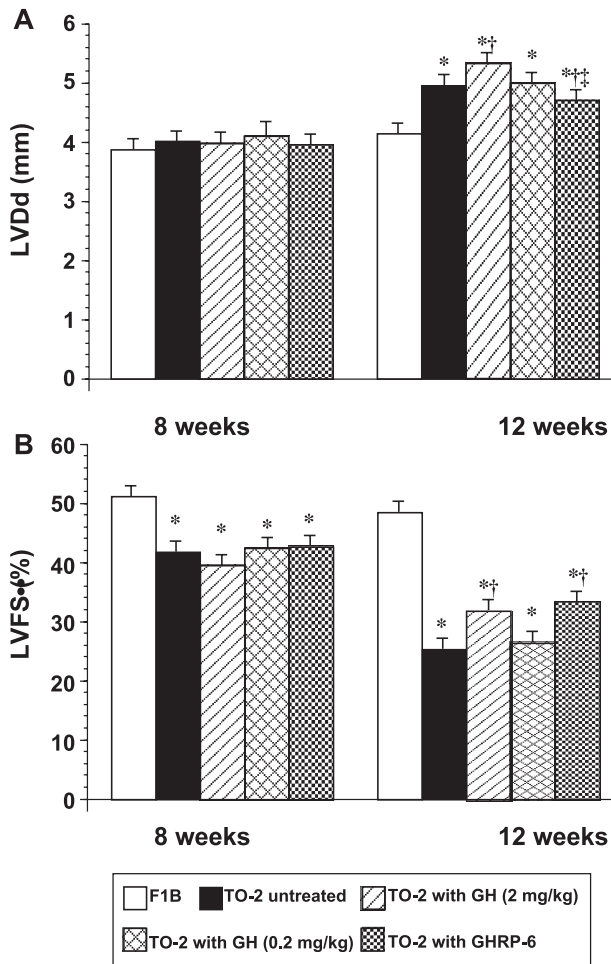 A
LVDd (mm)
6
5
4
3
2
1
0
*
*†
*
*†‡
8 weeks
12 weeks
B
LVFS•(%)
60
50
40
30
20
10
0
* * * *
*
*†
*
*†
8 weeks
12 weeks
F1B TO-2 untreated TO-2 with GH (2 mg/kg)
TO-2 with GH (0.2 mg/kg) TO-2 with GHRP-6